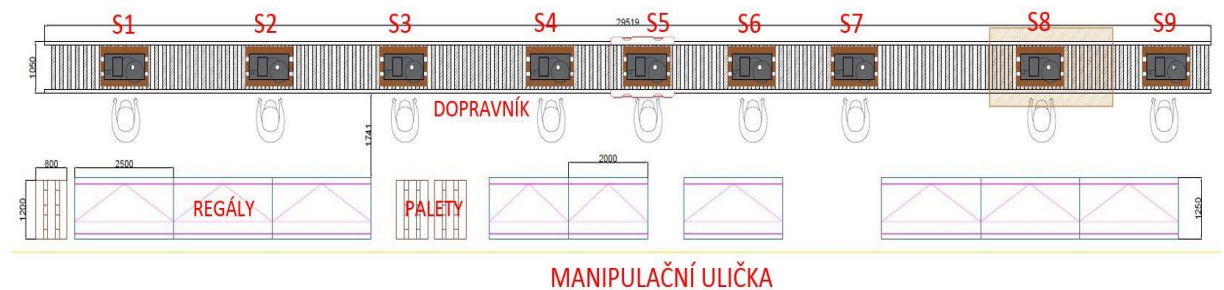 S1 S2 S3 S4 S5 S6 S7 S8 S9
29519
1050
DOPRAVNÍK
1741
800 2500 2000
1200 REGÁLY PALETY 1250
MANIPULAČNÍ ULIČKA